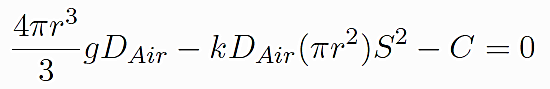 \frac{4\pi r^3}{3} g D_{Air} - k D_{Air} (\pi r^2) S^2 - C = 0